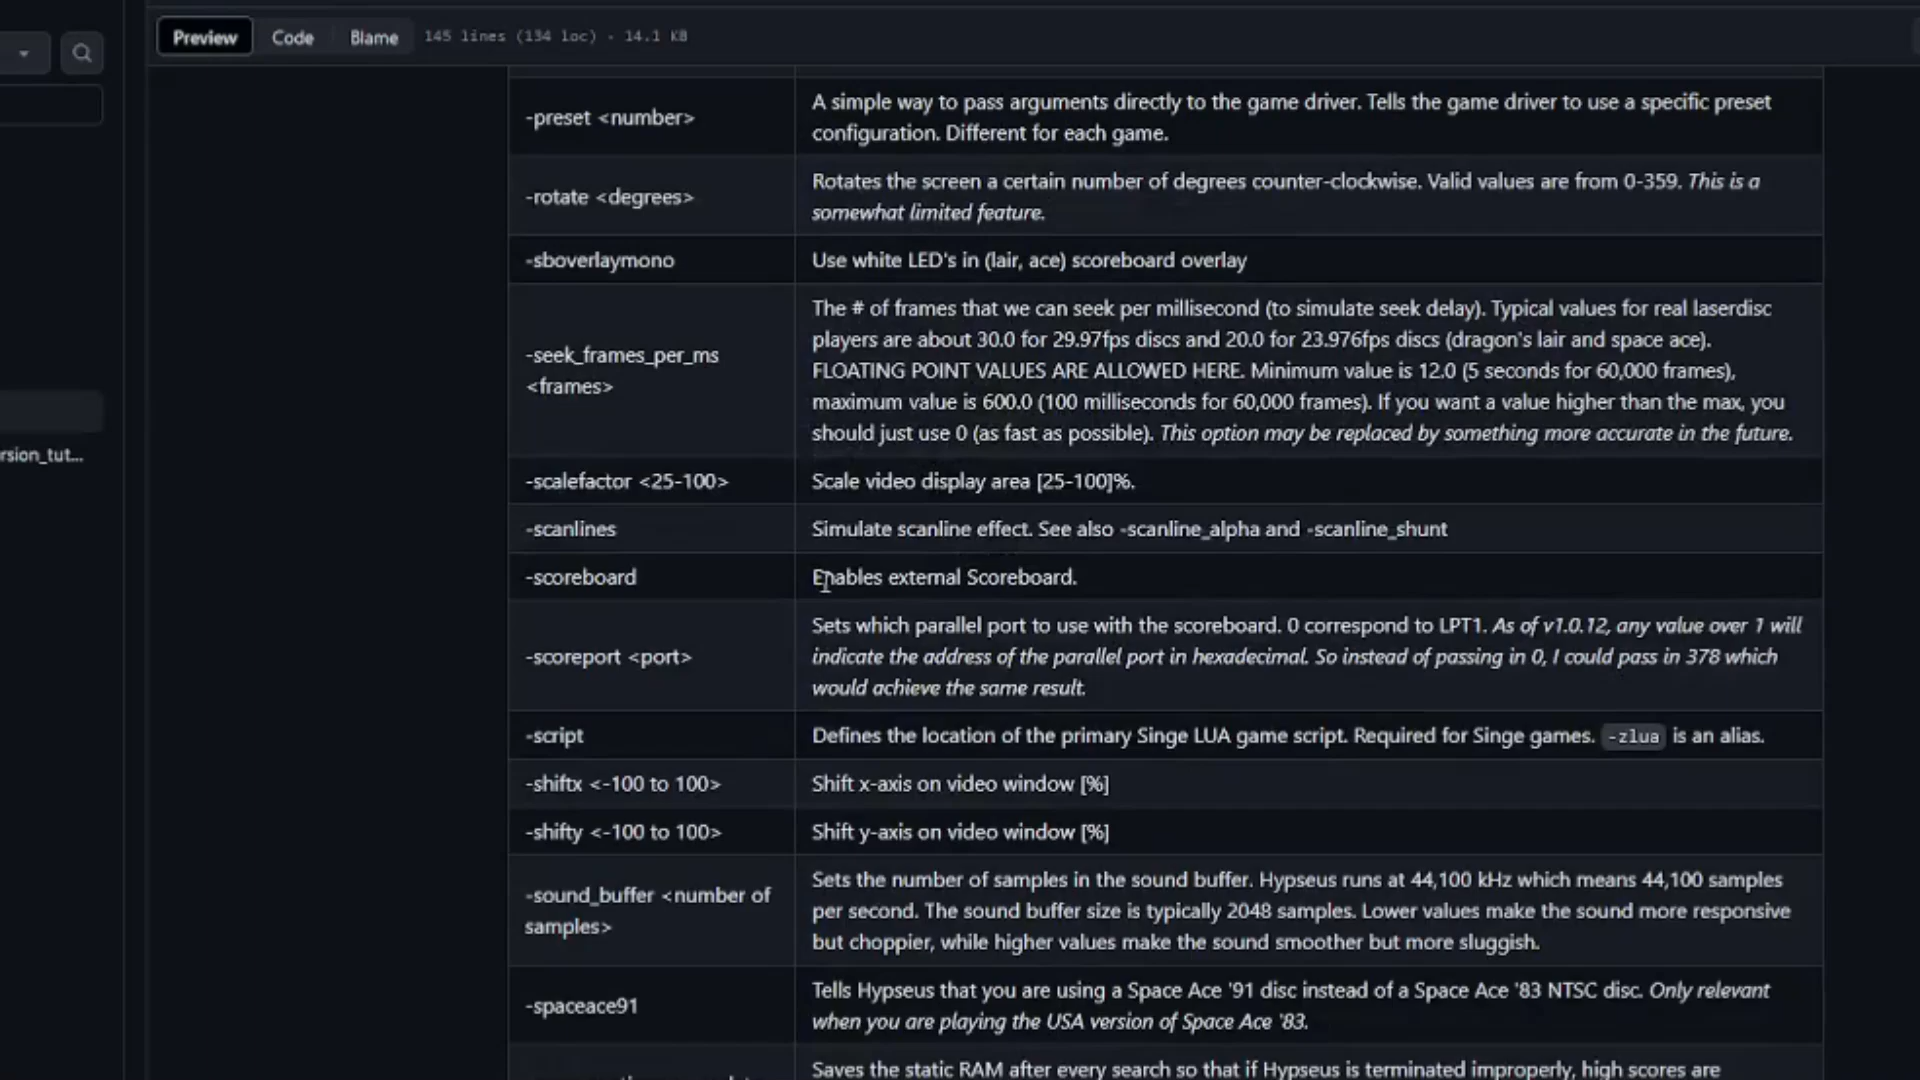 Preview Code Blame 145 lines (134 loc) · 14.1 KB
-preset <number>
A simple way to pass arguments directly to the game driver. Tells the game driver to use a specific preset
configuration. Different for each game.
-rotate <degrees>
Rotates the screen a certain number of degrees counter-clockwise. Valid values are from 0-359. This is a
somewhat limited feature.
-sboverlaymono
Use white LED's in (lair, ace) scoreboard overlay
-seek_frames_per_ms
<frames>
The # of frames that we can seek per millisecond (to simulate seek delay). Typical values for real laserdisc
players are about 30.0 for 29.97fps discs and 20.0 for 23.976fps discs (dragon's lair and space ace).
FLOATING POINT VALUES ARE ALLOWED HERE. Minimum value is 12.0 (5 seconds for 60,000 frames),
maximum value is 600.0 (100 milliseconds for 60,000 frames). If you want a value higher than the max, you
should just use 0 (as fast as possible). This option may be replaced by something more accurate in the future.
rsion_tut...
-scalefactor <25-100>
Scale video display area [25-100]%.
-scanlines
Simulate scanline effect. See also -scanline_alpha and -scanline_shunt
-scoreboard
Enables external Scoreboard.
-scoreport <port>
Sets which parallel port to use with the scoreboard. 0 correspond to LPT1. As of v1.0.12, any value over 1 will
indicate the address of the parallel port in hexadecimal. So instead of passing in 0, I could pass in 378 which
would achieve the same result.
-script
Defines the location of the primary Singe LUA game script. Required for Singe games. -zlua is an alias.
-shiftx <-100 to 100>
Shift x-axis on video window [%]
-shifty <-100 to 100>
Shift y-axis on video window [%]
-sound_buffer <number of
samples>
Sets the number of samples in the sound buffer. Hypseus runs at 44,100 kHz which means 44,100 samples
per second. The sound buffer size is typically 2048 samples. Lower values make the sound more responsive
but choppier, while higher values make the sound smoother but more sluggish.
-spaceace91
Tells Hypseus that you are using a Space Ace '91 disc instead of a Space Ace '83 NTSC disc. Only relevant
when you are playing the USA version of Space Ace '83.
Saves the static RAM after every search so that if Hypseus is terminated improperly, high scores are